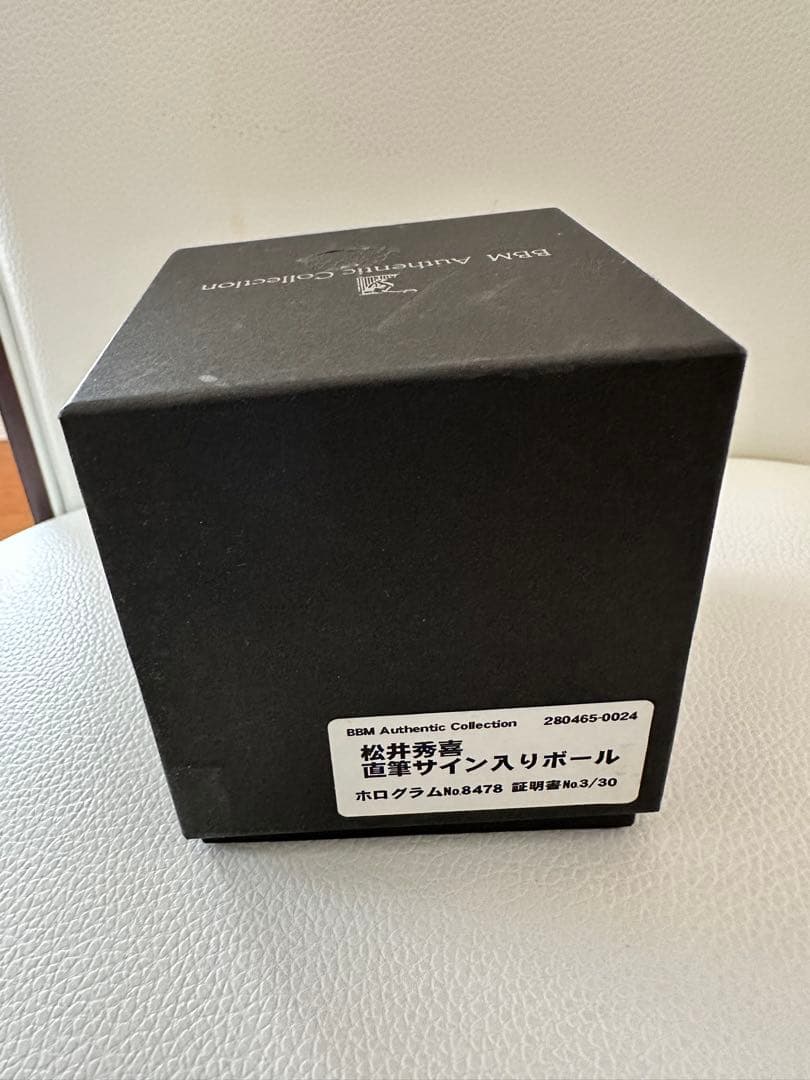 BBM Authentic Collection
BBM Authentic Collection 280465-0024
松井秀喜
直筆サイン入りボール
ホログラムNo.8478 証明書No.3/30